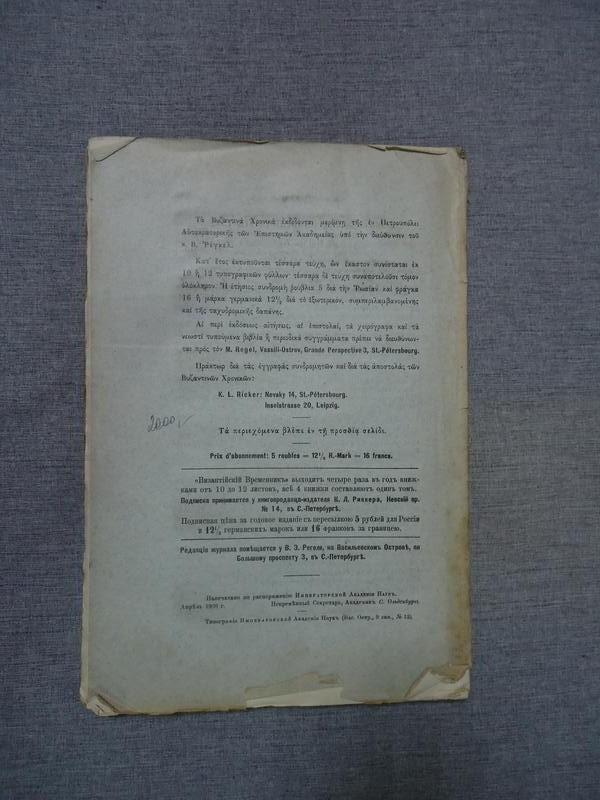 Τὰ Βυζαντινὰ Χρονικὰ ἐκδίδονται μερίμνῃ τῆς ἐν Πετρουπόλει
Αὐτοκρατορικῆς τῶν Ἐπιστημῶν Ἀκαδημείας ὑπὸ τὴν διεύθυνσιν τοῦ
κ. Β. Ῥέγκελ.
Κατ' ἔτος ἐκτυποῦνται τέσσαρα τεύχη, ὧν ἕκαστον συνίσταται ἐκ
10 ἢ 12 τυπογραφικῶν φύλλων· τέσσαρα δὲ τεύχη συναποτελοῦσι τόμον
ὁλόκληρον. Ἡ ἐτήσιος συνδρομὴ ῥούβλια 5 διὰ τὴν Ῥωσίαν καὶ φράγκα
16 ἢ μάρκα γερμανικὰ 12½ διὰ τὸ ἐξωτερικόν, συμπεριλαμβανομένης
καὶ τῆς ταχυδρομικῆς δαπάνης.
Αἱ περὶ ἐκδόσεως αἰτήσεις, αἱ ἐπιστολαί, τὰ χειρόγραφα καὶ τὰ
νεωστὶ τυπούμενα βιβλία ἢ περιοδικὰ συγγράμματα πρέπει νὰ διευθύνων-
ται πρὸς τὸν M. Regel, Vassili-Ostrov, Grande Perspective 3, St.-Pétersbourg.
Πράκτωρ διὰ τὰς ἐγγραφὰς συνδρομητῶν καὶ διὰ τὰς ἀποστολὰς τῶν
Βυζαντινῶν Χρονικῶν:
K. L. Ricker: Nevsky 14, St.-Pétersbourg.
Inselstrasse 20, Leipzig.
2000,-
Τὰ περιεχόμενα βλέπε ἐν τῇ προσθίᾳ σελίδι.
Prix d'abonnement: 5 roubles — 12½ R.-Mark — 16 francs.
«Византійскій Временникъ» выходитъ четыре раза въ годъ книж-
ками отъ 10 до 12 листовъ, всѣ 4 книжки составляютъ одинъ томъ.
Подписка принимается у книгопродавца-издателя К. Л. Риккера, Невскій пр.
№ 14, въ С.-Петербургѣ.
Подписная цѣна за годовое изданіе съ пересылкою 5 рублей для Россіи
и 12½ германскихъ марокъ или 16 франковъ за границею.
Редакція журнала помѣщается у В. Э. Регеля, на Васильевскомъ Островѣ, по
Большому проспекту 3, въ С.-Петербургѣ.
Напечатано по распоряженію Императорской Академіи Наукъ.
Апрѣль 1906 г. Непремѣнный Секретарь, Академикъ С. Ольденбургъ.
Типографія Императорской Академіи Наукъ (Вас. Остр., 9 лин., № 12).